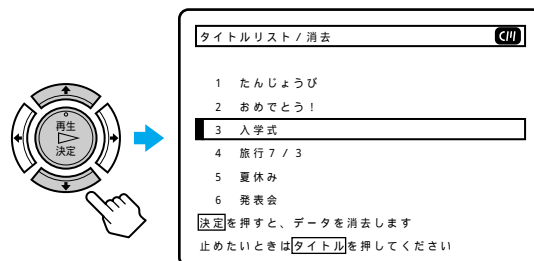 再生
決定
タイトルリスト/消去
CⅢ
1 たんじょうび
2 おめでとう!
3 入学式
4 旅行7/3
5 夏休み
6 発表会
決定を押すと、データを消去します
止めたいときはタイトルを押してください